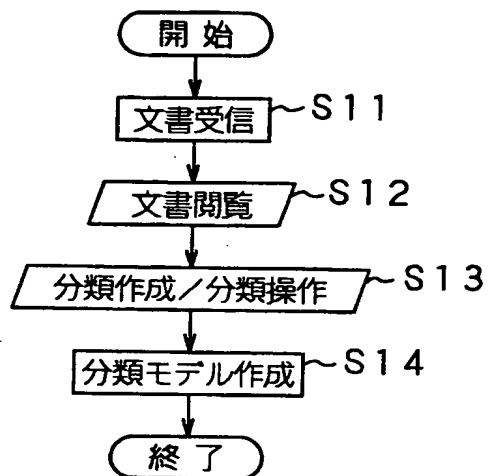 開始
文書受信 S11
文書閲覧 S12
分類作成／分類操作 S13
分類モデル作成 S14
終了